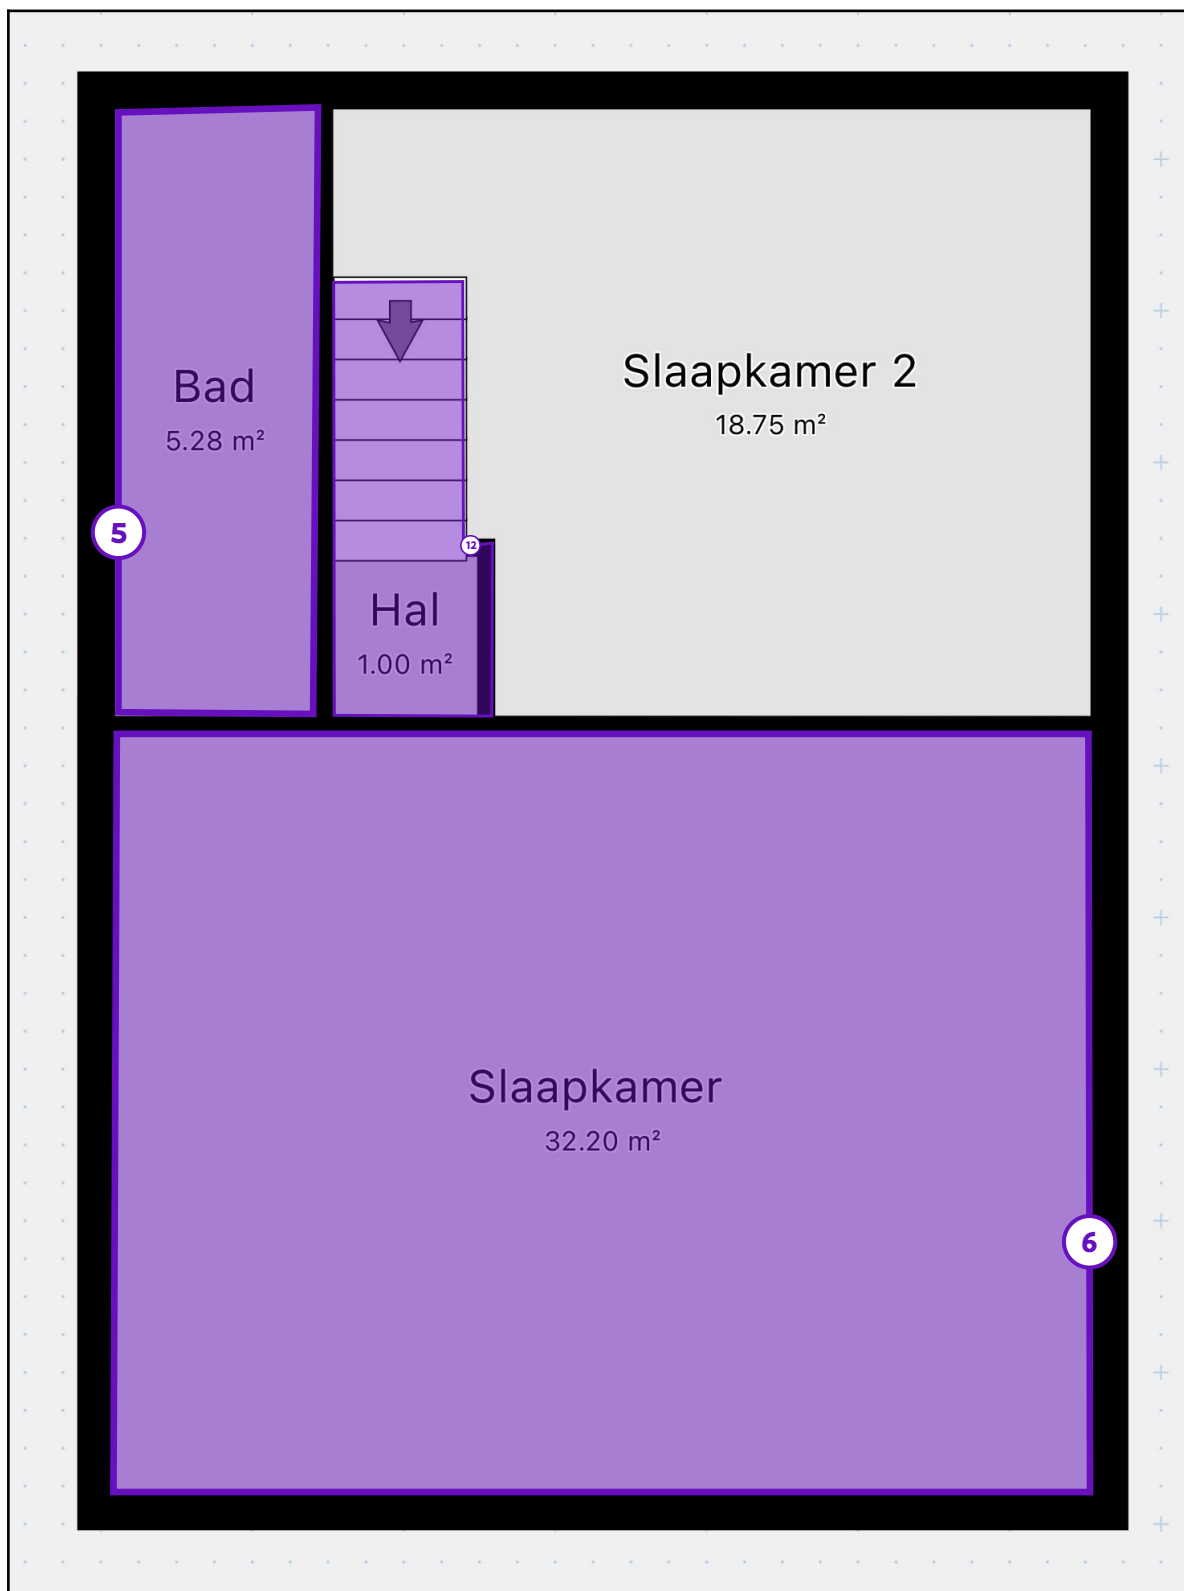 Slaapkamer 2
18.75 m²
Bad
5.28 m²
5
12
Hal
1.00 m²
Slaapkamer
32.20 m²
6